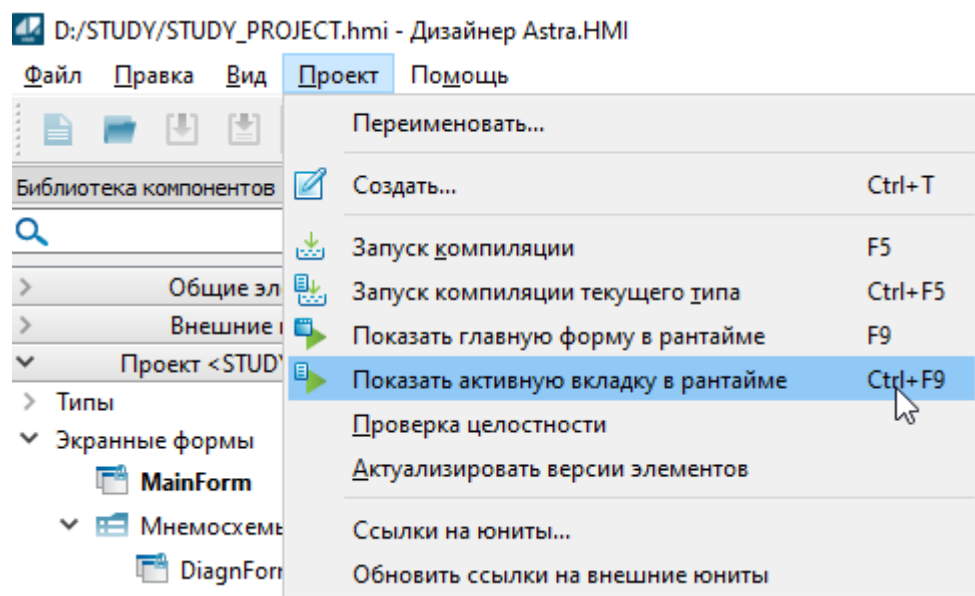 D:/STUDY/STUDY_PROJECT.hmi - Дизайнер Astra.HMI
Файл Правка Вид Проект Помощь
Переименовать...
Библиотека компонентов
Создать... Ctrl+T
Запуск компиляции F5
Общие эл
Запуск компиляции текущего типа Ctrl+F5
Внешние
Показать главную форму в рантайме F9
Проект <STUD
Показать активную вкладку в рантайме Ctrl+F9
Типы
Проверка целостности
Экранные формы
Актуализировать версии элементов
MainForm
Мнемосхемы
Ссылки на юниты...
DiagnForm
Обновить ссылки на внешние юниты